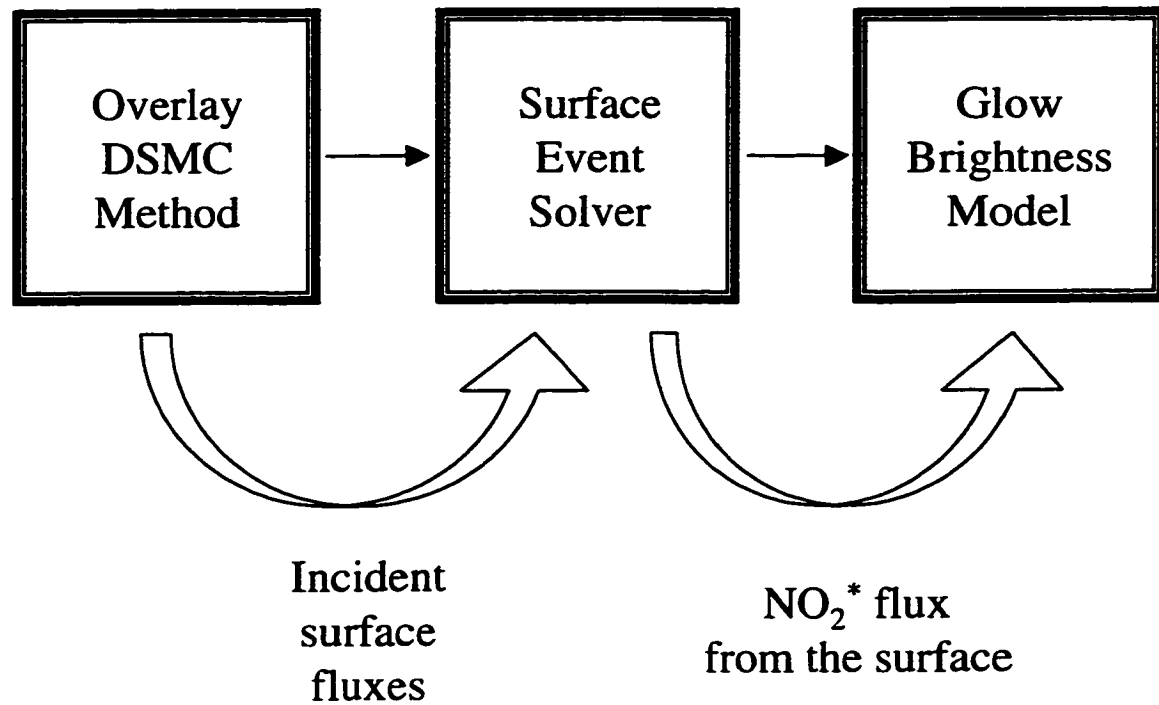 Overlay
DSMC
Method
Surface
Event
Solver
Glow
Brightness
Model
Incident
surface
fluxes
NO₂* flux
from the surface